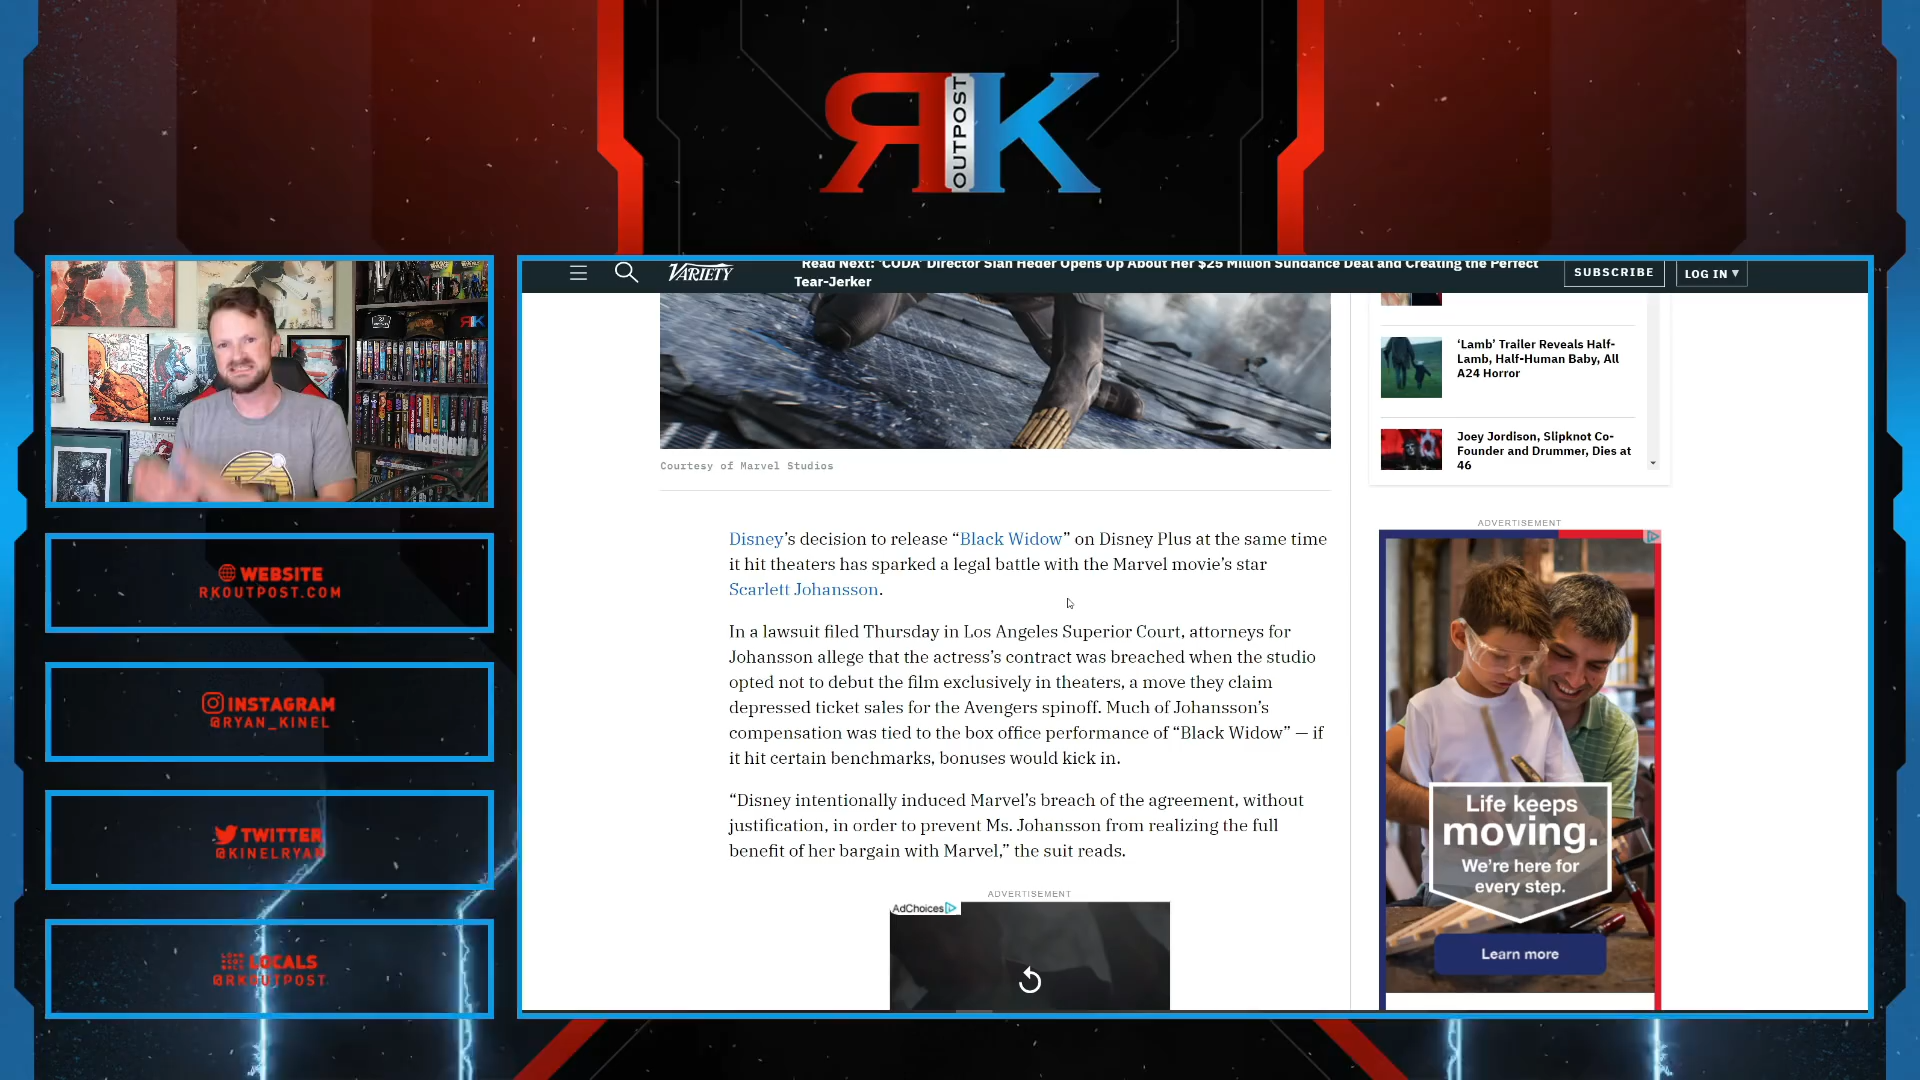 RK
OUTPOST
VARIETY
Read Next: ‘CODA’ Director Sian Heder Opens Up About Her $25 Million Sundance Deal and Creating the Perfect
Tear-Jerker
SUBSCRIBE
LOG IN ▾
Courtesy of Marvel Studios
‘Lamb’ Trailer Reveals Half-
Lamb, Half-Human Baby, All
A24 Horror
Joey Jordison, Slipknot Co-
Founder and Drummer, Dies at
46
Disney’s decision to release “Black Widow” on Disney Plus at the same time
it hit theaters has sparked a legal battle with the Marvel movie’s star
Scarlett Johansson.
In a lawsuit filed Thursday in Los Angeles Superior Court, attorneys for
Johansson allege that the actress’s contract was breached when the studio
opted not to debut the film exclusively in theaters, a move they claim
depressed ticket sales for the Avengers spinoff. Much of Johansson’s
compensation was tied to the box office performance of “Black Widow” — if
it hit certain benchmarks, bonuses would kick in.
“Disney intentionally induced Marvel’s breach of the agreement, without
justification, in order to prevent Ms. Johansson from realizing the full
benefit of her bargain with Marvel,” the suit reads.
ADVERTISEMENT
AdChoices
ADVERTISEMENT
Life keeps
moving.
We’re here for
every step.
Learn more
WEBSITE
RKOUTPOST.COM
INSTAGRAM
@RYAN_KINEL
TWITTER
@KINELRYAN
LOCALS
@RKOUTPOST